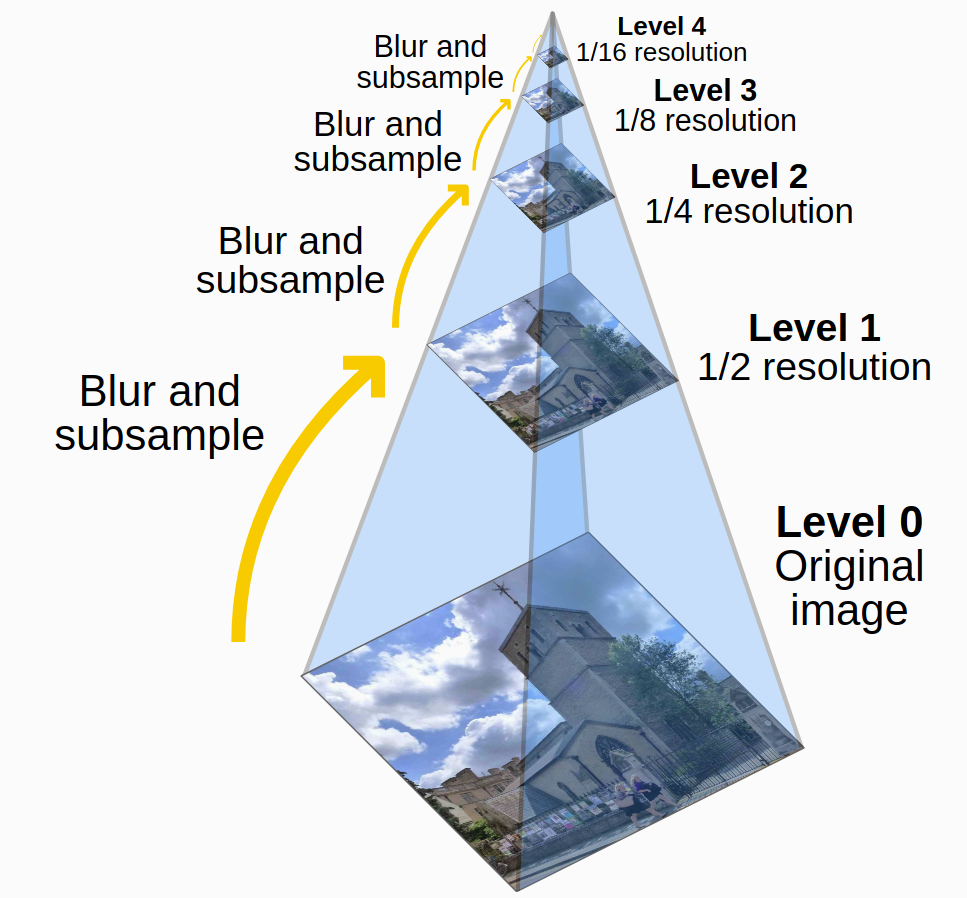 Level 4
1/16 resolution
Blur and
subsample
Level 3
1/8 resolution
Blur and
subsample
Level 2
1/4 resolution
Blur and
subsample
Level 1
1/2 resolution
Blur and
subsample
Level 0
Original
image